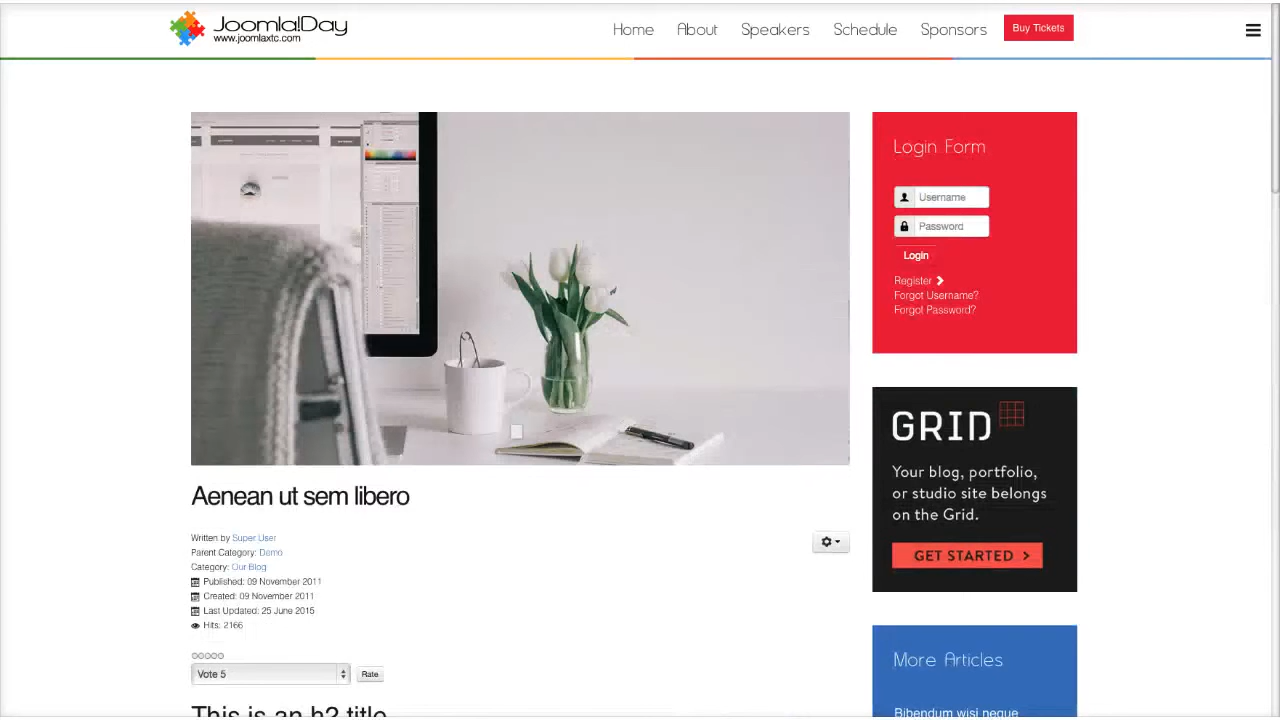 Joomla!Day
www.joomlaxtc.com
Home About Speakers Schedule Sponsors Buy Tickets
Login Form
Username
Password
Login
Register
Forgot Username?
Forgot Password?
GRID
Your blog, portfolio,
or studio site belongs
on the Grid.
GET STARTED >
Aenean ut sem libero
Written by Super User
Parent Category: Demo
Category: Our Blog
Published: 09 November 2011
Created: 09 November 2011
Last Updated: 25 June 2015
Hits: 2166
Vote 5
Rate
This is an h2 title
More Articles
Bibendum wisi neque